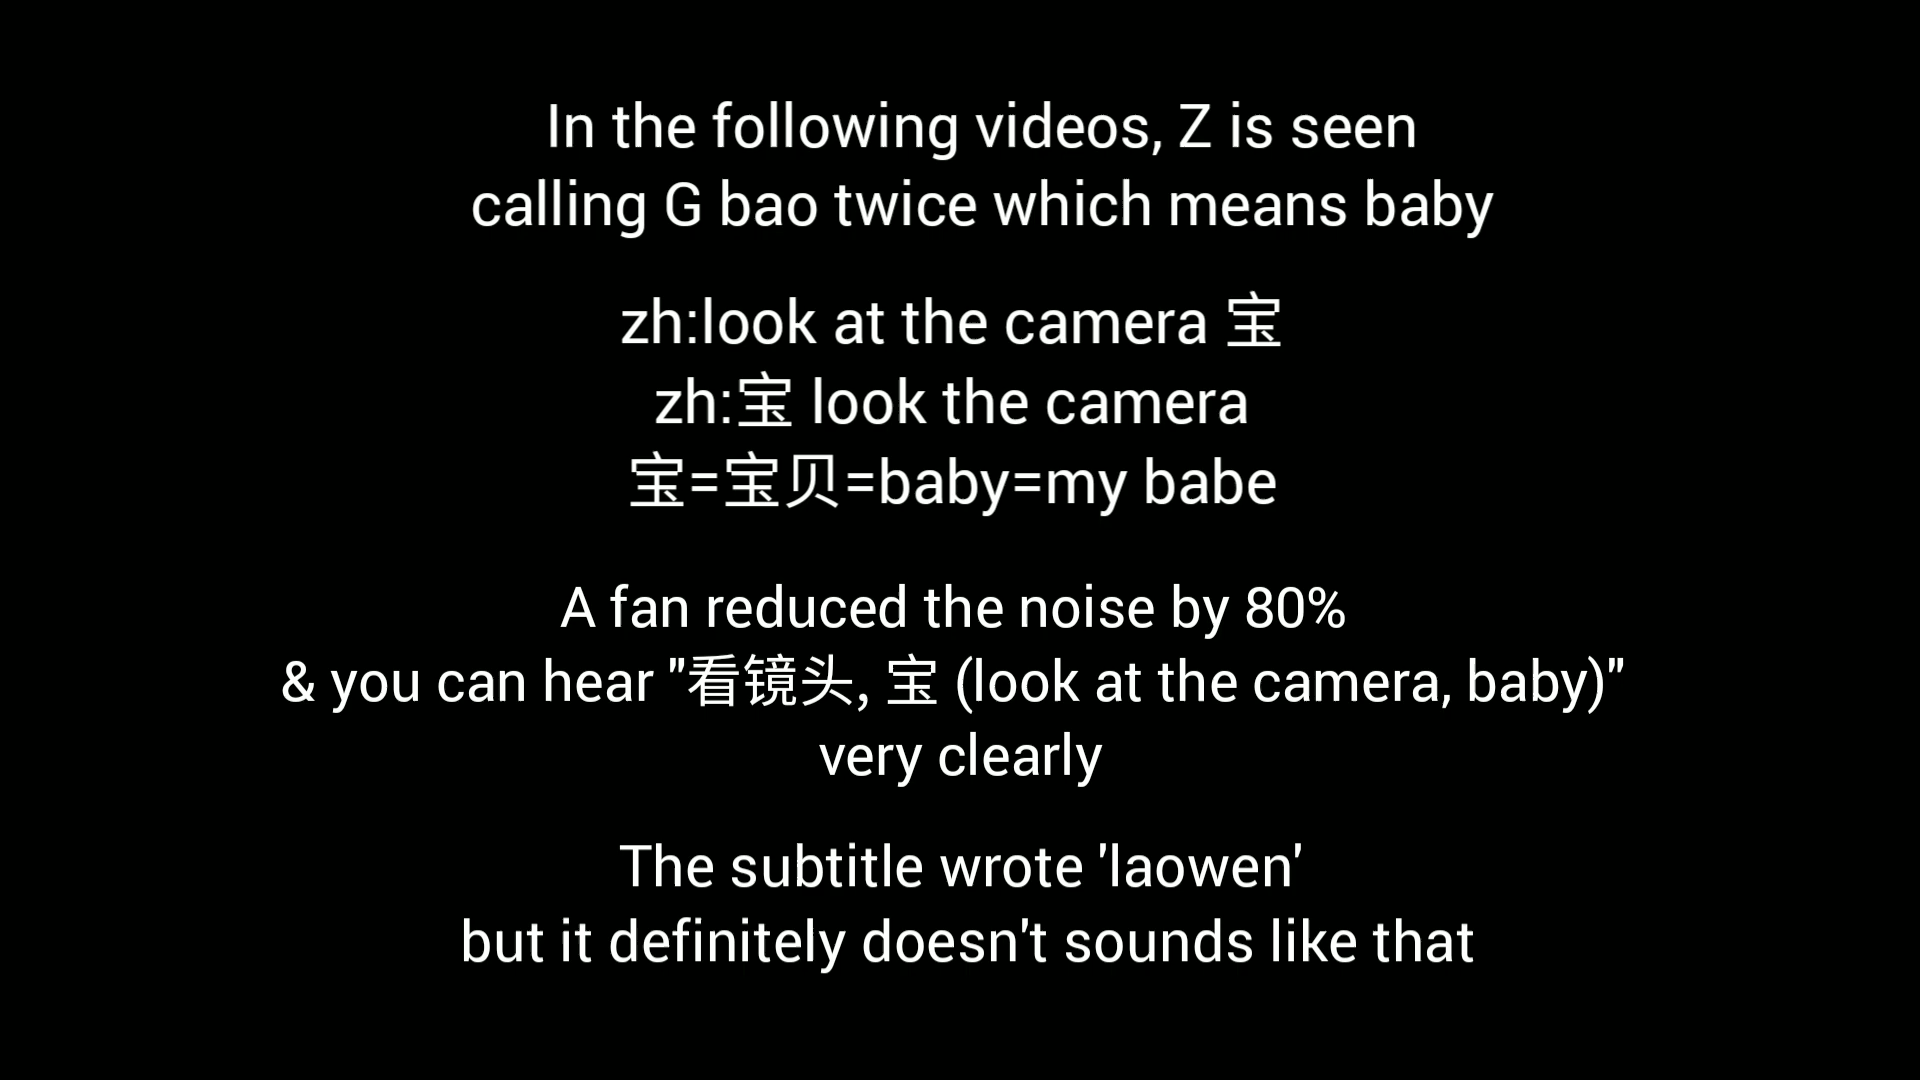 In the following videos, Z is seen
calling G bao twice which means baby
zh:look at the camera 宝
zh:宝 look the camera
宝=宝贝=baby=my babe
A fan reduced the noise by 80%
& you can hear "看镜头, 宝 (look at the camera, baby)"
very clearly
The subtitle wrote 'laowen'
but it definitely doesn't sounds like that